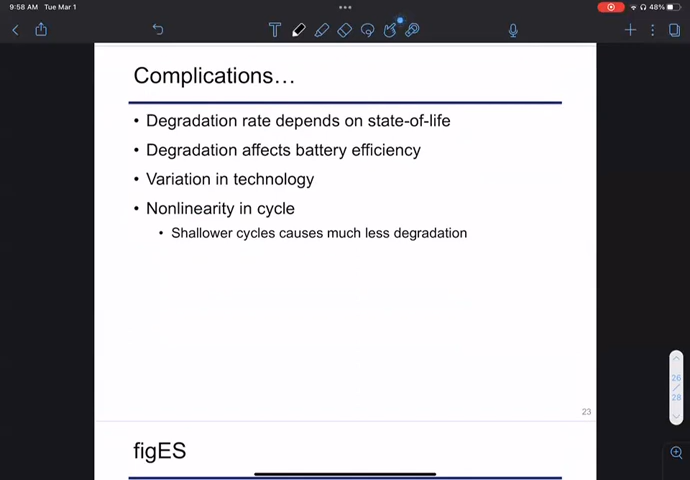 9:58 AM Tue Mar 1
48%
T
Complications…
• Degradation rate depends on state-of-life
• Degradation affects battery efficiency
• Variation in technology
• Nonlinearity in cycle
• Shallower cycles causes much less degradation
26
/
28
23
figES